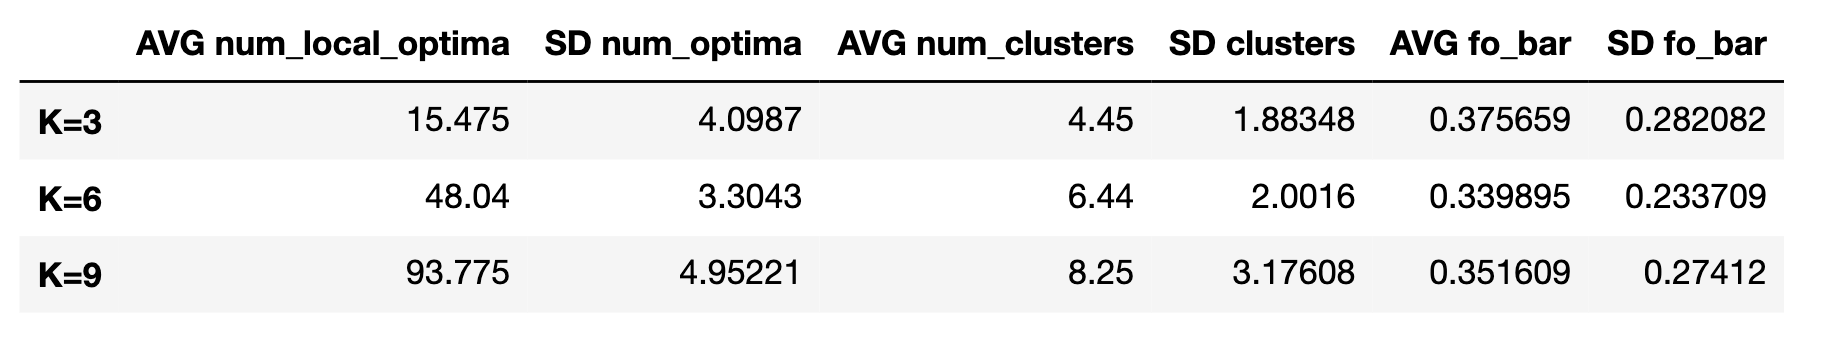 AVG num_local_optima SD num_optima AVG num_clusters SD clusters AVG fo_bar SD fo_bar
K=3 15.475 4.0987 4.45 1.88348 0.375659 0.282082
K=6 48.04 3.3043 6.44 2.0016 0.339895 0.233709
K=9 93.775 4.95221 8.25 3.17608 0.351609 0.27412